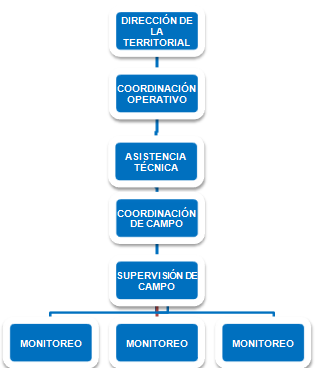 DIRECCIÓN DE
LA
TERRITORIAL
COORDINACIÓN
OPERATIVO
ASISTENCIA
TÉCNICA
COORDINACIÓN
DE CAMPO
SUPERVISIÓN DE
CAMPO
MONITOREO
MONITOREO
MONITOREO